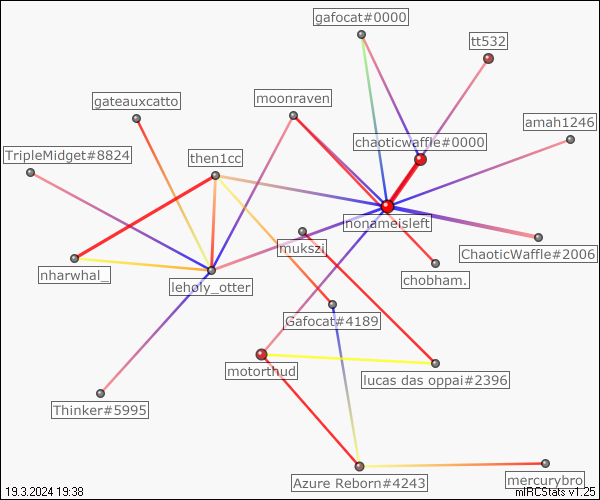 gafocat#0000
tt532
gateauxcatto
moonraven
amah1246
chaoticwaffle#0000
TripleMidget#8824
then1cc
nonameisleft
mukszi
ChaoticWaffle#2006
nharwhal_
chobham.
leholy_otter
Gafocat#4189
motorthud
lucas das oppai#2396
Thinker#5995
Azure Reborn#4243
mercurybro
19.3.2024 19:38
mIRCStats v1.25